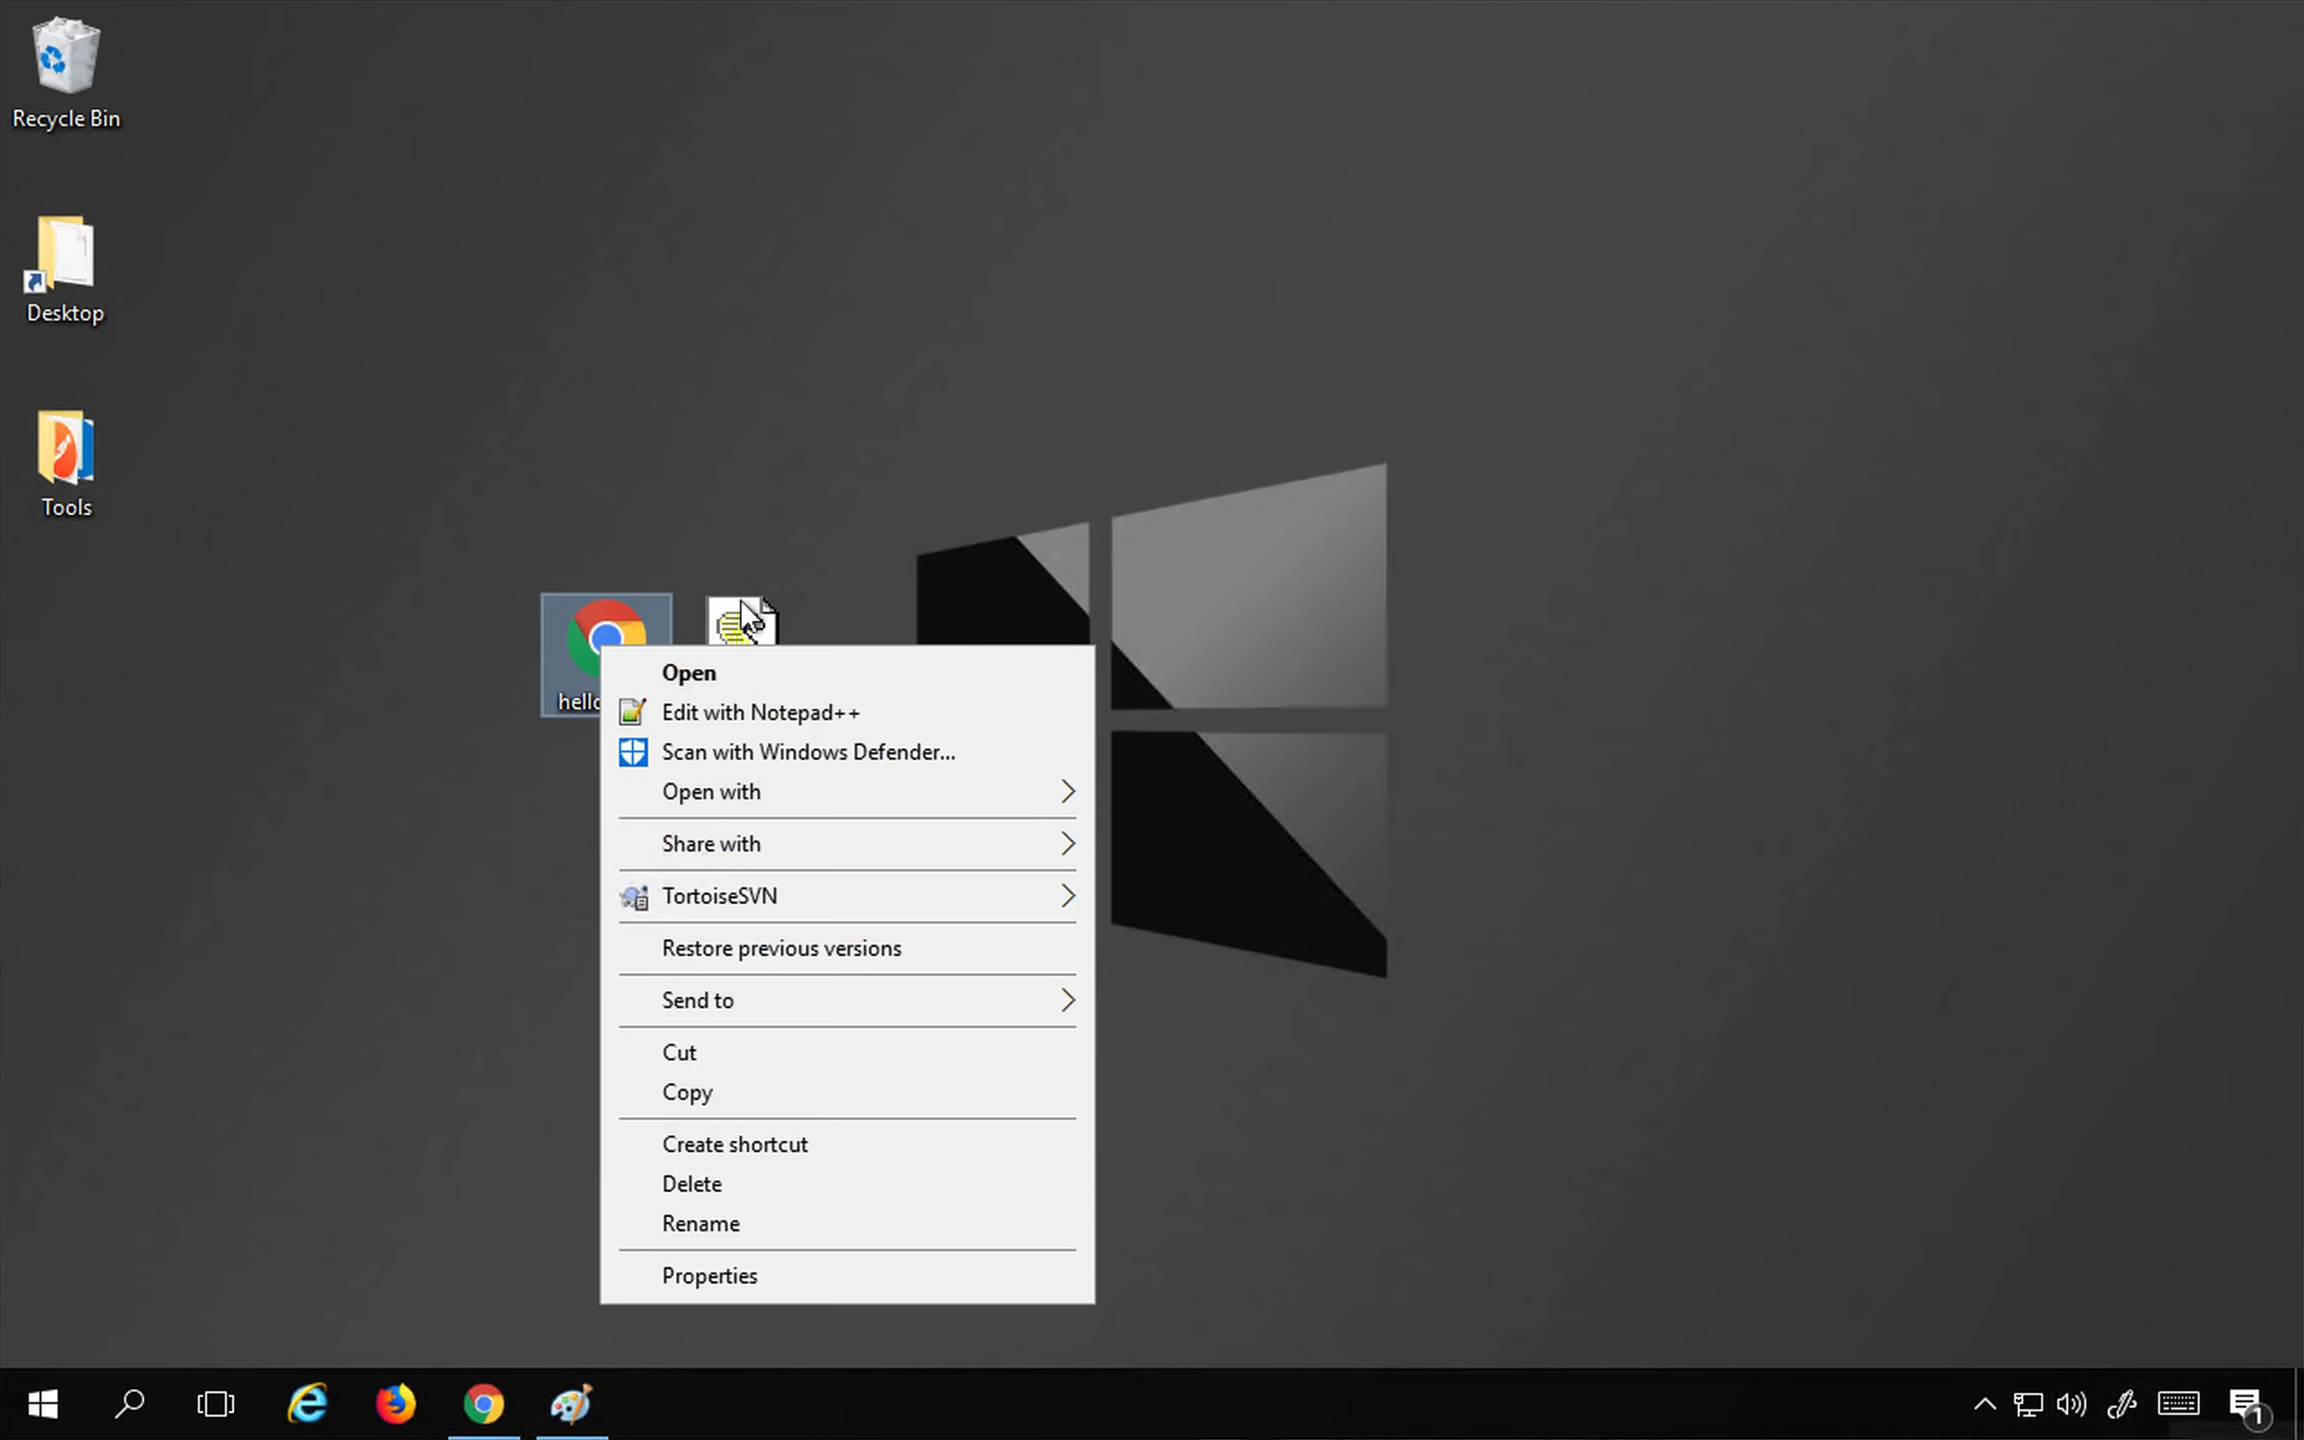 Recycle Bin
Desktop
Tools
Open
Edit with Notepad++
Scan with Windows Defender...
Open with
Share with
TortoiseSVN
Restore previous versions
Send to
Cut
Copy
Create shortcut
Delete
Rename
Properties
1